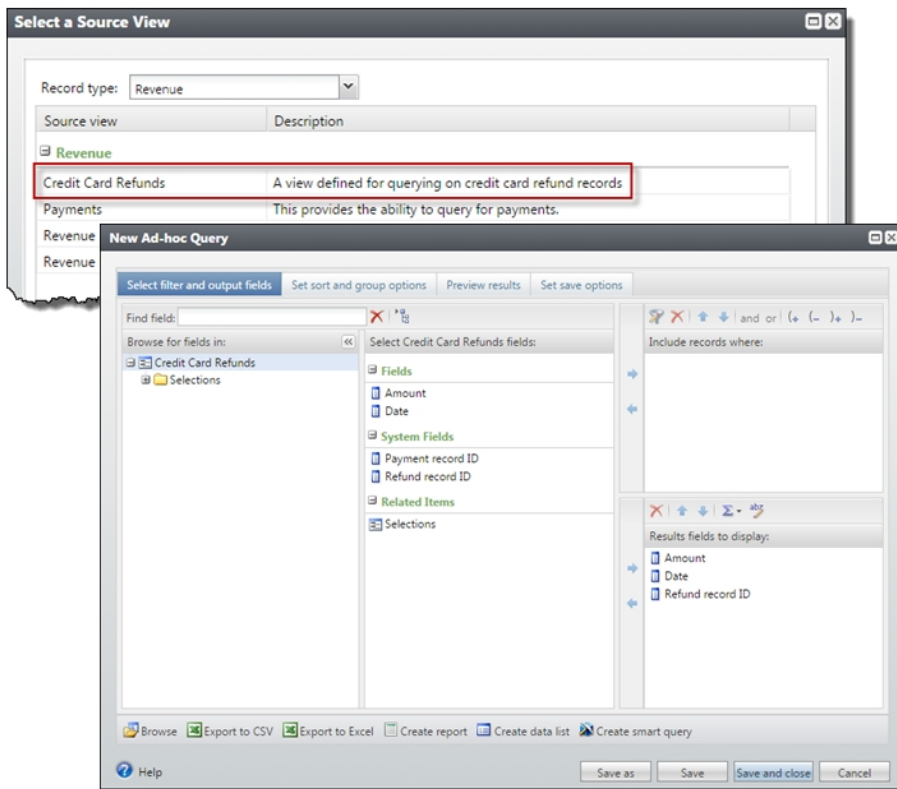 Select a Source View
Record type: Revenue
Source view Description
Revenue
Credit Card Refunds A view defined for querying on credit card refund records
Payments This provides the ability to query for payments.
Revenue
Revenue
New Ad-hoc Query
Select filter and output fields Set sort and group options Preview results Set save options
Find field: and or (+ (- )+ )-
Browse for fields in: Select Credit Card Refunds fields: Include records where:
Credit Card Refunds Fields
Selections Amount
Date
System Fields
Payment record ID
Refund record ID
Related Items
Selections
Results fields to display:
Amount
Date
Refund record ID
Browse Export to CSV Export to Excel Create report Create data list Create smart query
Help Save as Save Save and close Cancel